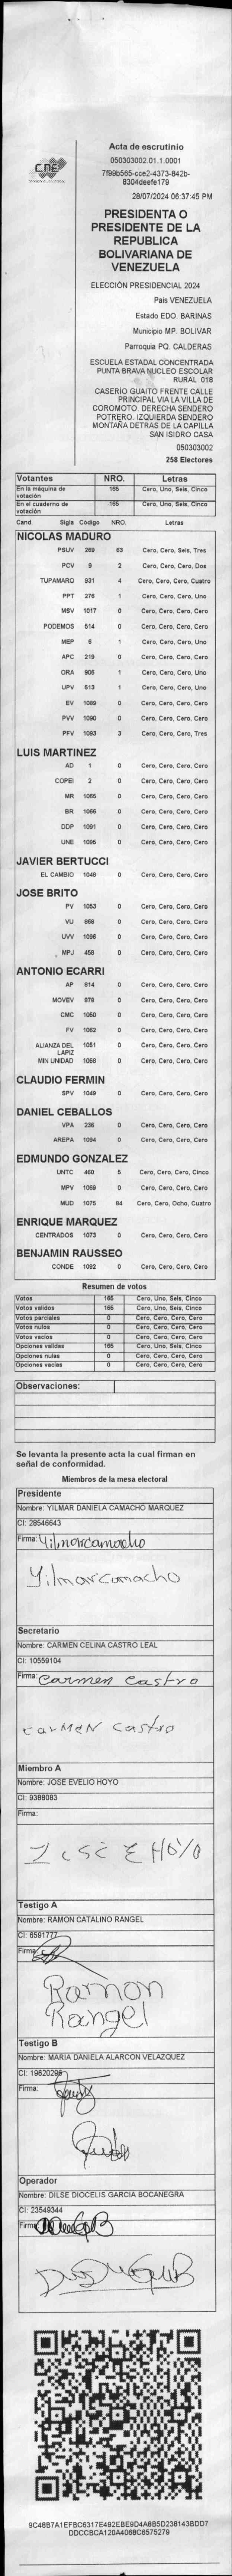 CNE
Acta de escrutinio
050303002.01.1.0001
7f99b565-cce2-4373-842b-
8304deefe179
28/07/2024 06:37:45 PM
PRESIDENTA O
PRESIDENTE DE LA
REPUBLICA
BOLIVARIANA DE
VENEZUELA
ELECCIÓN PRESIDENCIAL 2024
País VENEZUELA
Estado EDO. BARINAS
Municipio MP. BOLIVAR
Parroquia PQ. CALDERAS
ESCUELA ESTADAL CONCENTRADA
PUNTA BRAVA NUCLEO ESCOLAR
RURAL 018
CASERIO GUAITO FRENTE CALLE
PRINCIPAL VIA LA VILLA DE
COROMOTO. DERECHA SENDERO
POTRERO. IZQUIERDA SENDERO
MONTAÑA DETRAS DE LA CAPILLA
SAN ISIDRO CASA
050303002
258 Electores
Votantes NRO. Letras
En la máquina de votación 165 Cero, Uno, Seis, Cinco
En el cuaderno de votación 165 Cero, Uno, Seis, Cinco
Cand. Sigla Código NRO. Letras
NICOLAS MADURO
PSUV 269 63 Cero, Cero, Seis, Tres
PCV 9 2 Cero, Cero, Cero, Dos
TUPAMARO 931 4 Cero, Cero, Cero, Cuatro
PPT 276 1 Cero, Cero, Cero, Uno
MSV 1017 0 Cero, Cero, Cero, Cero
PODEMOS 514 0 Cero, Cero, Cero, Cero
MEP 6 1 Cero, Cero, Cero, Uno
APC 219 0 Cero, Cero, Cero, Cero
ORA 906 1 Cero, Cero, Cero, Uno
UPV 513 1 Cero, Cero, Cero, Uno
EV 1089 0 Cero, Cero, Cero, Cero
PVV 1090 0 Cero, Cero, Cero, Cero
PFV 1093 3 Cero, Cero, Cero, Tres
LUIS MARTINEZ
AD 1 0 Cero, Cero, Cero, Cero
COPEI 2 0 Cero, Cero, Cero, Cero
MR 1065 0 Cero, Cero, Cero, Cero
BR 1066 0 Cero, Cero, Cero, Cero
DDP 1091 0 Cero, Cero, Cero, Cero
UNE 1095 0 Cero, Cero, Cero, Cero
JAVIER BERTUCCI
EL CAMBIO 1048 0 Cero, Cero, Cero, Cero
JOSE BRITO
PV 1053 0 Cero, Cero, Cero, Cero
VU 868 0 Cero, Cero, Cero, Cero
UVV 1096 0 Cero, Cero, Cero, Cero
MPJ 458 0 Cero, Cero, Cero, Cero
ANTONIO ECARRI
AP 814 0 Cero, Cero, Cero, Cero
MOVEV 878 0 Cero, Cero, Cero, Cero
CMC 1050 0 Cero, Cero, Cero, Cero
FV 1062 0 Cero, Cero, Cero, Cero
ALIANZA DEL LAPIZ 1051 0 Cero, Cero, Cero, Cero
MIN UNIDAD 1068 0 Cero, Cero, Cero, Cero
CLAUDIO FERMIN
SPV 1049 0 Cero, Cero, Cero, Cero
DANIEL CEBALLOS
VPA 236 0 Cero, Cero, Cero, Cero
AREPA 1094 0 Cero, Cero, Cero, Cero
EDMUNDO GONZALEZ
UNTC 460 5 Cero, Cero, Cero, Cinco
MPV 1069 0 Cero, Cero, Cero, Cero
MUD 1075 84 Cero, Cero, Ocho, Cuatro
ENRIQUE MARQUEZ
CENTRADOS 1073 0 Cero, Cero, Cero, Cero
BENJAMIN RAUSSEO
CONDE 1092 0 Cero, Cero, Cero, Cero
Resumen de votos
Votos 165 Cero, Uno, Seis, Cinco
Votos validos 165 Cero, Uno, Seis, Cinco
Votos parciales 0 Cero, Cero, Cero, Cero
Votos nulos 0 Cero, Cero, Cero, Cero
Votos vacios 0 Cero, Cero, Cero, Cero
Opciones validas 165 Cero, Uno, Seis, Cinco
Opciones nulas 0 Cero, Cero, Cero, Cero
Opciones vacias 0 Cero, Cero, Cero, Cero
Observaciones:
Se levanta la presente acta la cual firman en
señal de conformidad.
Miembros de la mesa electoral
Presidente
Nombre: YILMAR DANIELA CAMACHO MARQUEZ
CI: 28546643
Firma: Yilmarcamacho
Yilmarcamacho
Secretario
Nombre: CARMEN CELINA CASTRO LEAL
CI: 10559104
Firma: Carmen Castro
CarMeN Castro
Miembro A
Nombre: JOSE EVELIO HOYO
CI: 9388083
Firma:
JoSE E HOYO
Testigo A
Nombre: RAMON CATALINO RANGEL
CI: 6591777
Firma:
Ramon
Rangel
Testigo B
Nombre: MARIA DANIELA ALARCON VELAZQUEZ
CI: 19620296
Firma:
Operador
Nombre: DILSE DIOCELIS GARCIA BOCANEGRA
CI: 23549344
Firma:
9C48B7A1EFBC6317E492EBE9D4A8B5D238143BDD7
DDCCBCA120A4068C6575279